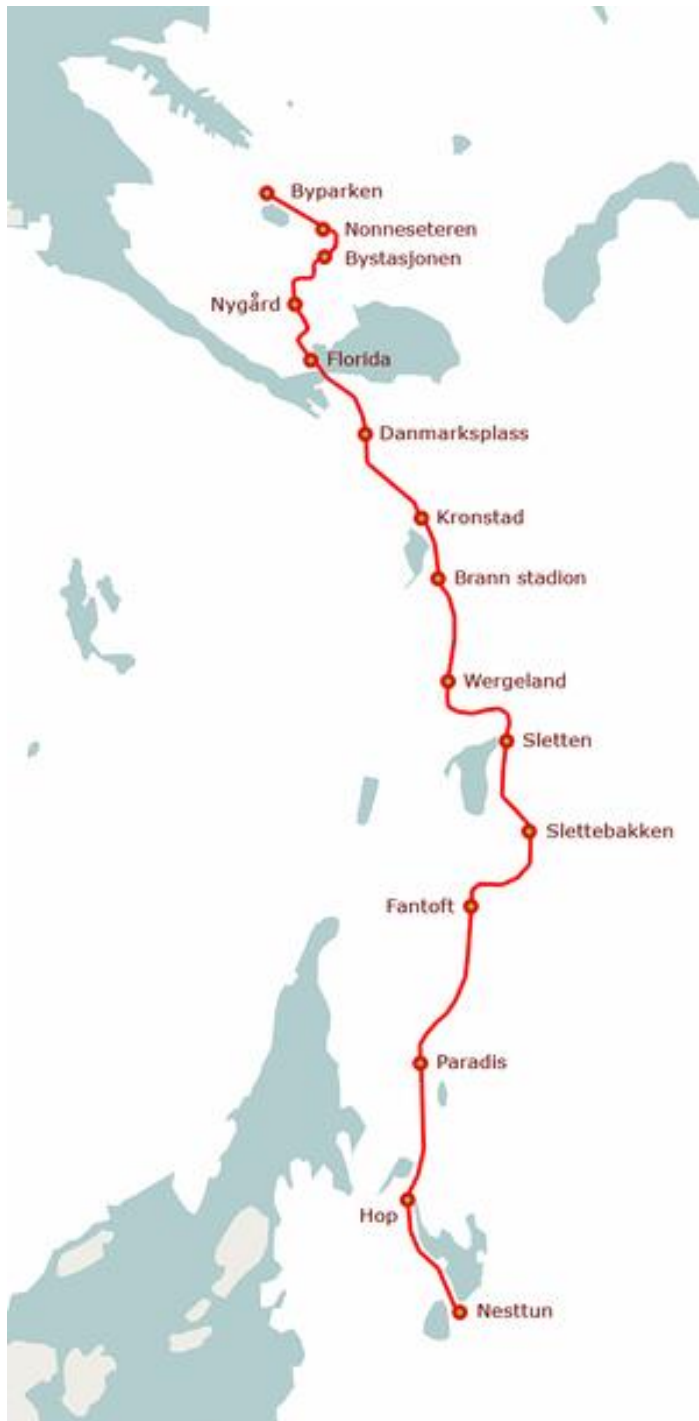 Byparken
Nonneseteren
Bystasjonen
Nygård
Florida
Danmarksplass
Kronstad
Brann stadion
Wergeland
Sletten
Slettebakken
Fantoft
Paradis
Hop
Nesttun